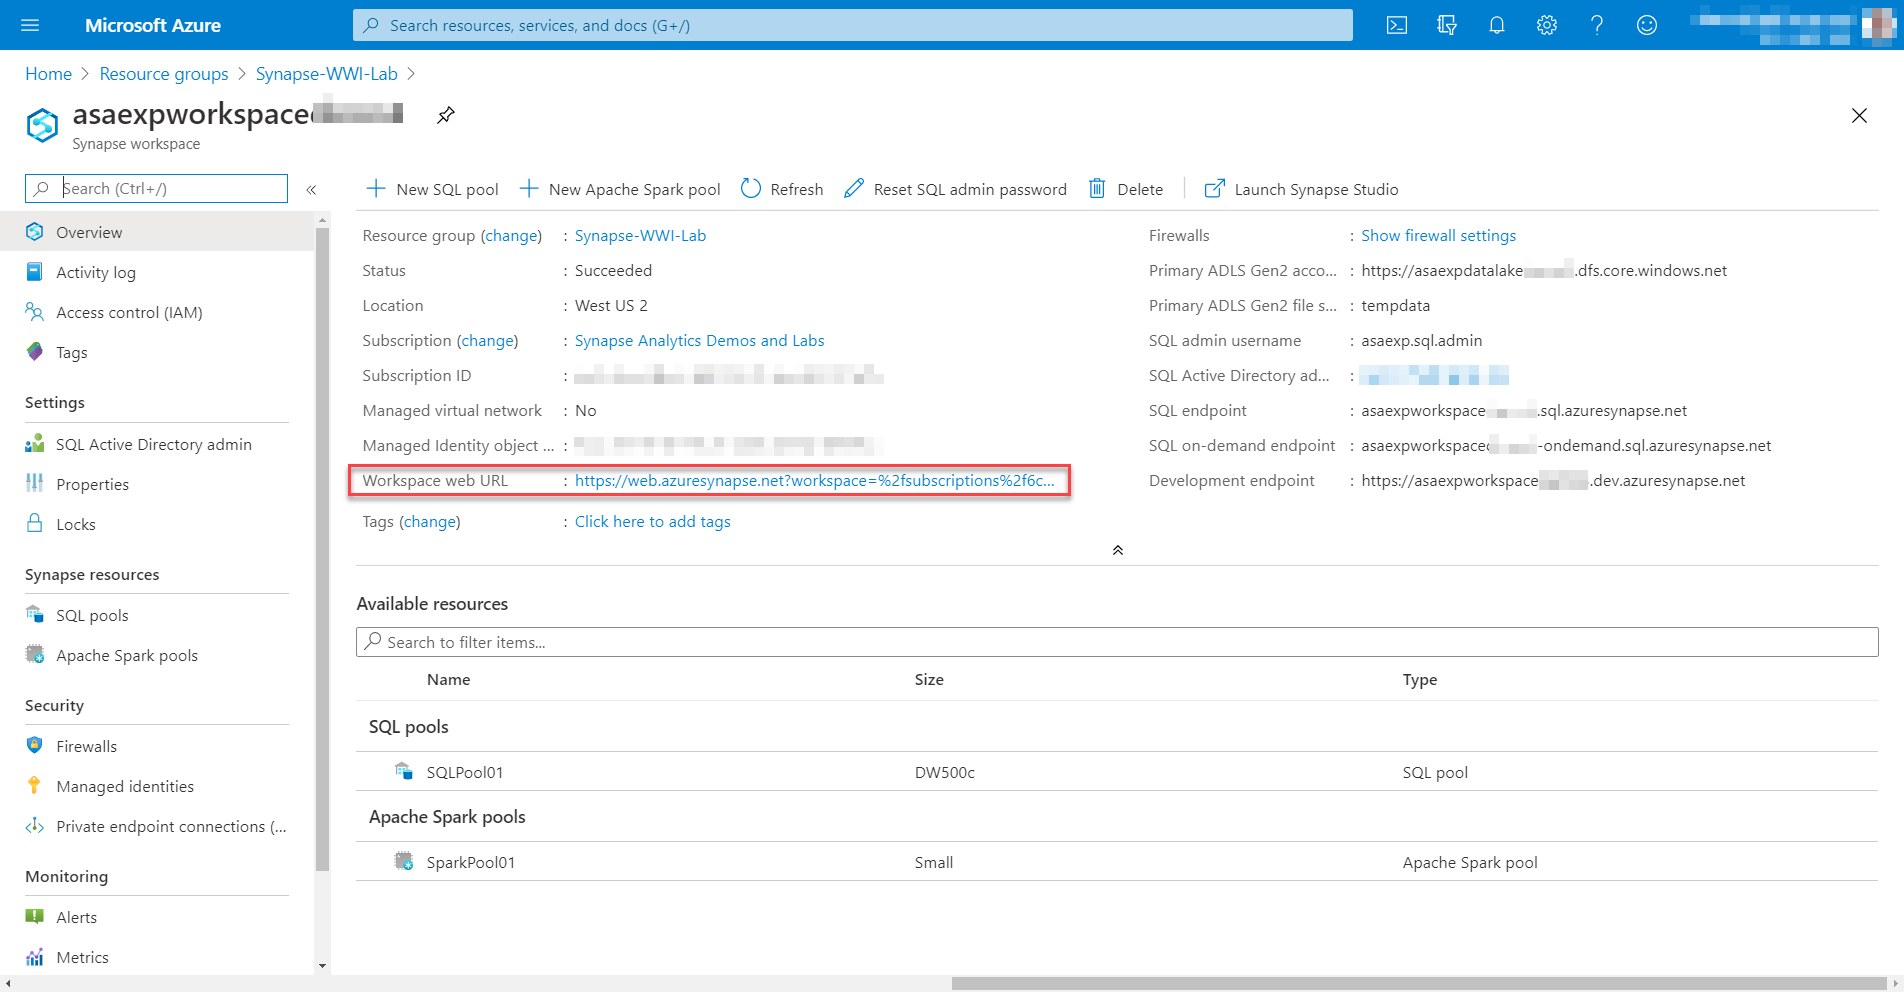 Microsoft Azure
Search resources, services, and docs (G+/)
Home > Resource groups > Synapse-WWI-Lab >
asaexpworkspace
Synapse workspace
Search (Ctrl+/)
«
New SQL pool
New Apache Spark pool
Refresh
Reset SQL admin password
Delete
Launch Synapse Studio
Overview
Activity log
Access control (IAM)
Tags
Settings
SQL Active Directory admin
Properties
Locks
Synapse resources
SQL pools
Apache Spark pools
Security
Firewalls
Managed identities
Private endpoint connections (...
Monitoring
Alerts
Metrics
Resource group (change) : Synapse-WWI-Lab
Status : Succeeded
Location : West US 2
Subscription (change) : Synapse Analytics Demos and Labs
Subscription ID :
Managed virtual network : No
Managed Identity object ... :
Workspace web URL : https://web.azuresynapse.net?workspace=%2fsubscriptions%2f6c...
Tags (change) : Click here to add tags
Firewalls : Show firewall settings
Primary ADLS Gen2 acco... : https://asaexpdatalake .dfs.core.windows.net
Primary ADLS Gen2 file s... : tempdata
SQL admin username : asaexp.sql.admin
SQL Active Directory ad... :
SQL endpoint : asaexpworkspace .sql.azuresynapse.net
SQL on-demand endpoint : asaexpworkspace -ondemand.sql.azuresynapse.net
Development endpoint : https://asaexpworkspace .dev.azuresynapse.net
Available resources
Search to filter items...
Name Size Type
SQL pools
SQLPool01 DW500c SQL pool
Apache Spark pools
SparkPool01 Small Apache Spark pool